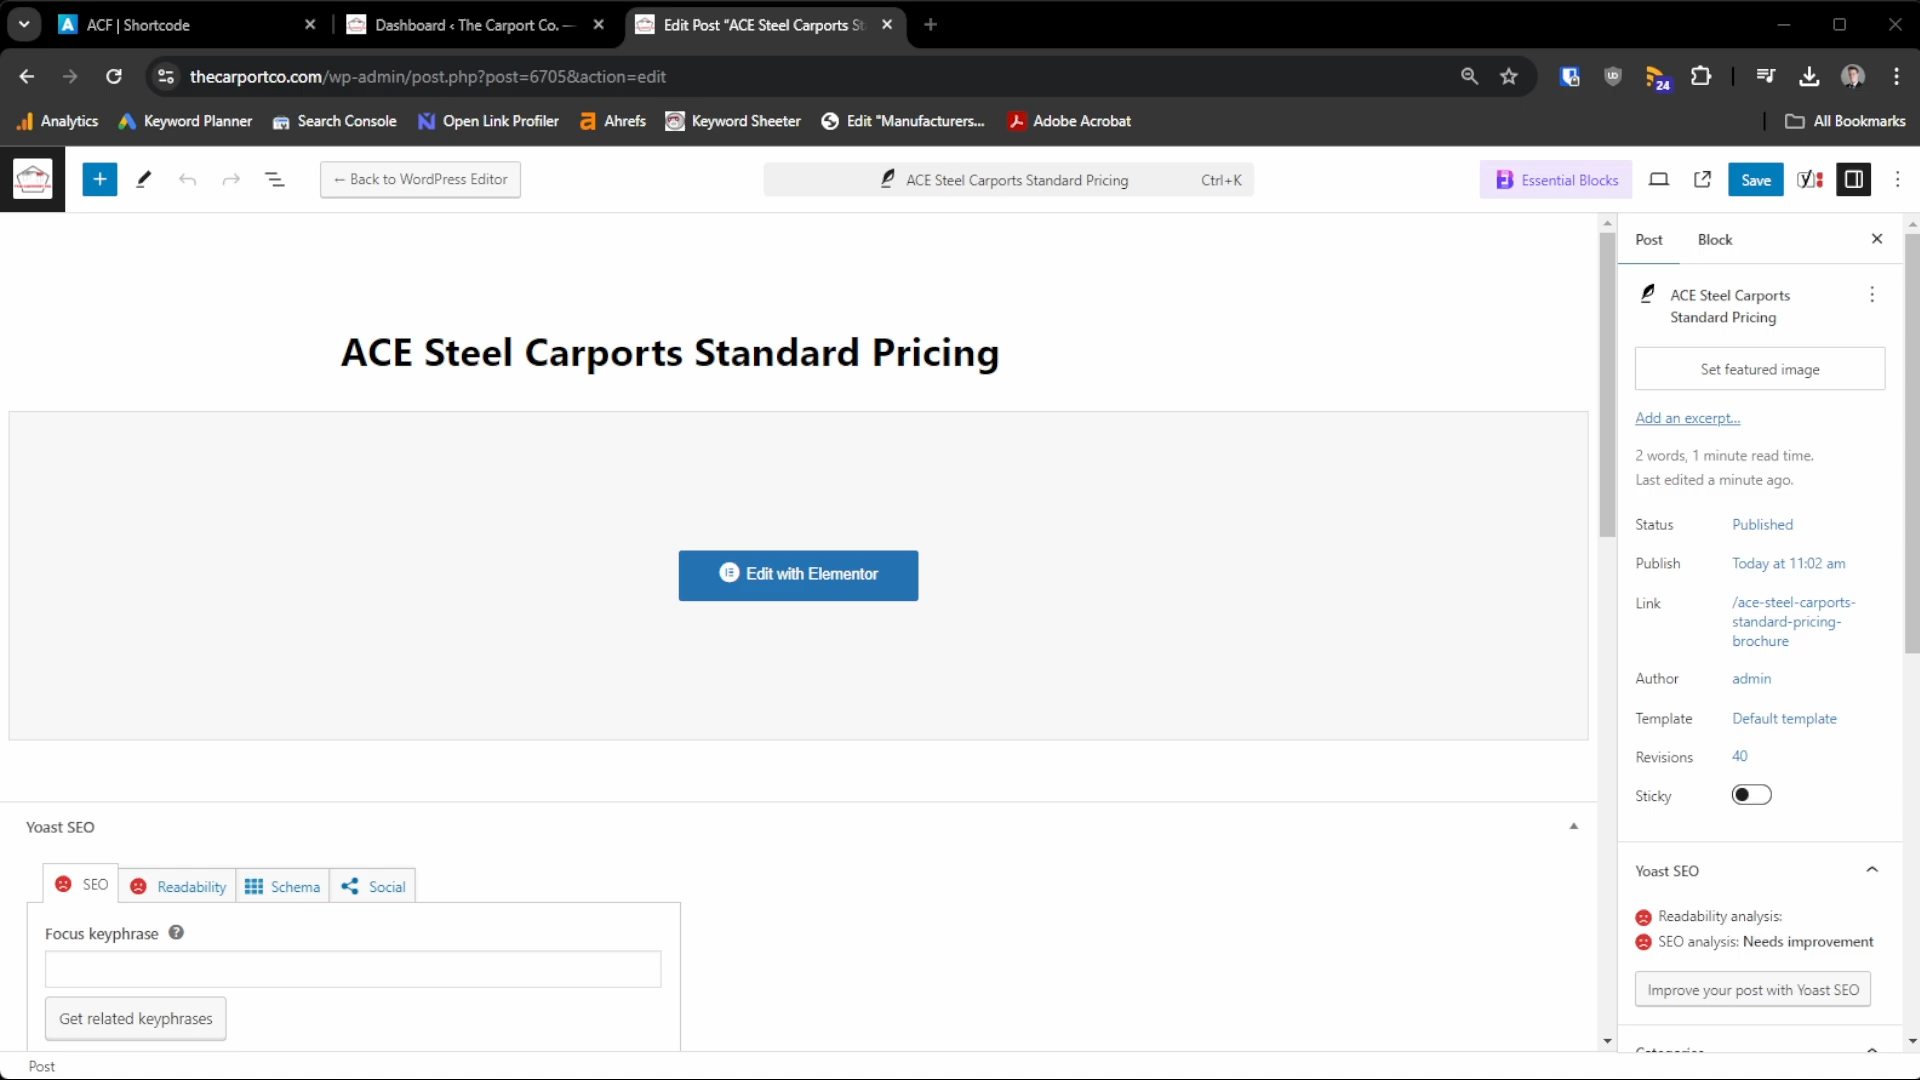 ACF | Shortcode
Dashboard ‹ The Carport Co. —
Edit Post "ACE Steel Carports St
thecarportco.com/wp-admin/post.php?post=6705&action=edit
24
Analytics
Keyword Planner
Search Console
Open Link Profiler
Ahrefs
Keyword Sheeter
Edit "Manufacturers...
Adobe Acrobat
All Bookmarks
← Back to WordPress Editor
ACE Steel Carports Standard Pricing
Ctrl+K
Essential Blocks
Save
Post
Block
ACE Steel Carports
Standard Pricing
Set featured image
Add an excerpt...
2 words, 1 minute read time.
Last edited a minute ago.
Status
Published
Publish
Today at 11:02 am
Link
/ace-steel-carports-
standard-pricing-
brochure
Author
admin
Template
Default template
Revisions
40
Sticky
Yoast SEO
Readability analysis:
SEO analysis: Needs improvement
Improve your post with Yoast SEO
Categories
ACE Steel Carports Standard Pricing
Edit with Elementor
Yoast SEO
SEO
Readability
Schema
Social
Focus keyphrase
Get related keyphrases
Post